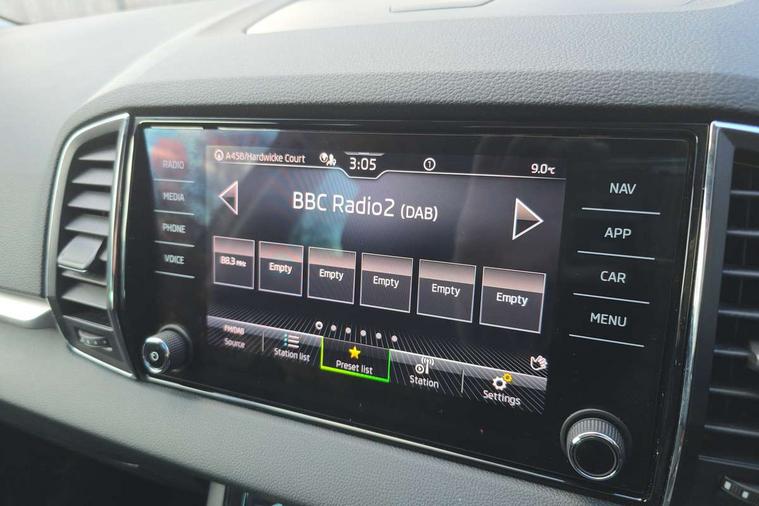 RADIO
MEDIA
PHONE
VOICE
A458/Hardwicke Court
3:05
1
9.0°C
BBC Radio2 (DAB)
88.3 MHz
Empty
Empty
Empty
Empty
Empty
FM/DAB
Source
Station list
Preset list
Station
Settings
NAV
APP
CAR
MENU